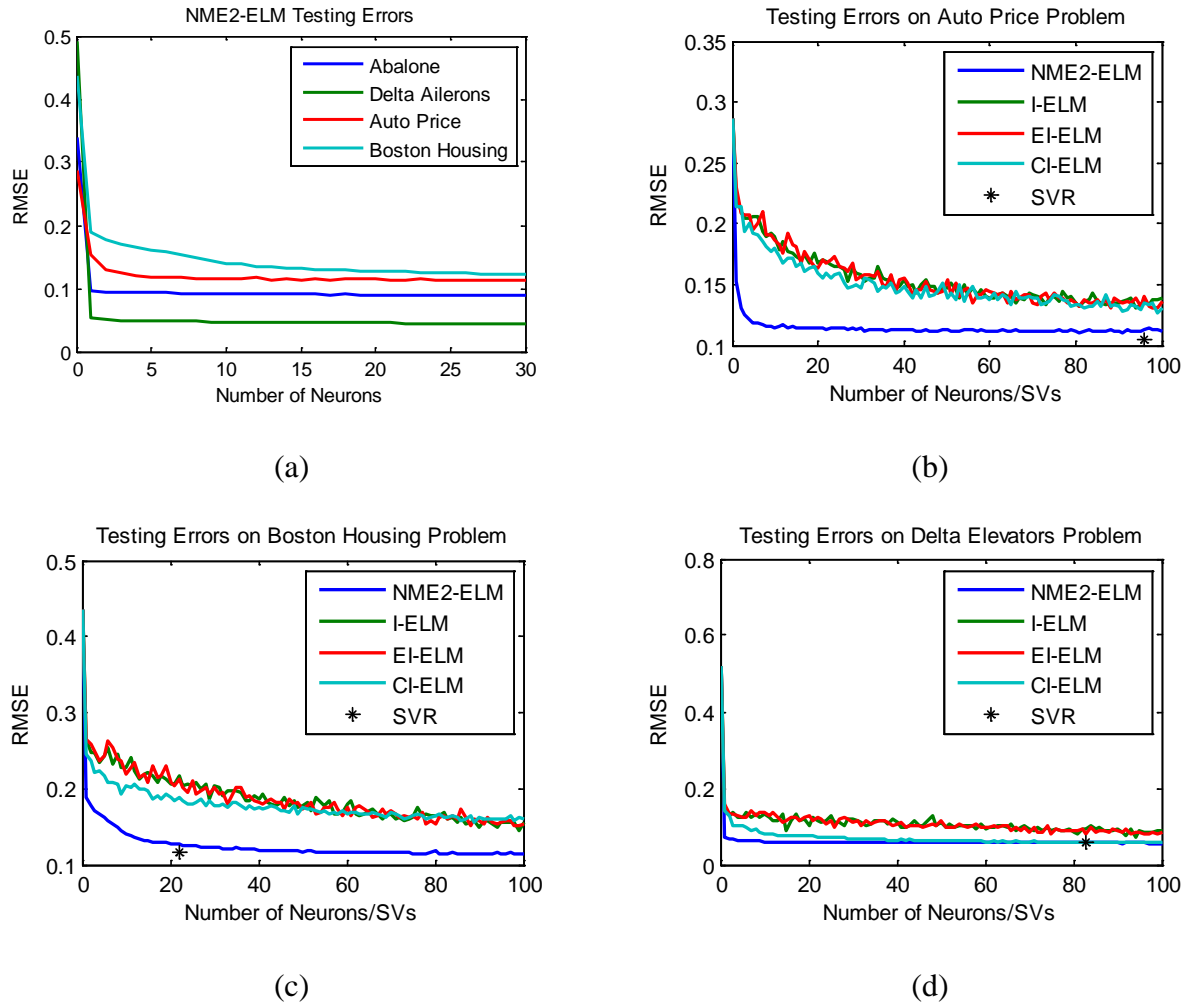 NME2-ELM Testing Errors
0.5
0.4
0.3
0.2
0.1
0
RMSE
Abalone
Delta Ailerons
Auto Price
Boston Housing
0 5 10 15 20 25 30
Number of Neurons
(a)
Testing Errors on Auto Price Problem
0.35
0.3
0.25
0.2
0.15
0.1
RMSE
NME2-ELM
I-ELM
EI-ELM
CI-ELM
SVR
0 20 40 60 80 100
Number of Neurons/SVs
(b)
Testing Errors on Boston Housing Problem
0.5
0.4
0.3
0.2
0.1
RMSE
NME2-ELM
I-ELM
EI-ELM
CI-ELM
SVR
0 20 40 60 80 100
Number of Neurons/SVs
(c)
Testing Errors on Delta Elevators Problem
0.8
0.6
0.4
0.2
0
RMSE
NME2-ELM
I-ELM
EI-ELM
CI-ELM
SVR
0 20 40 60 80 100
Number of Neurons/SVs
(d)